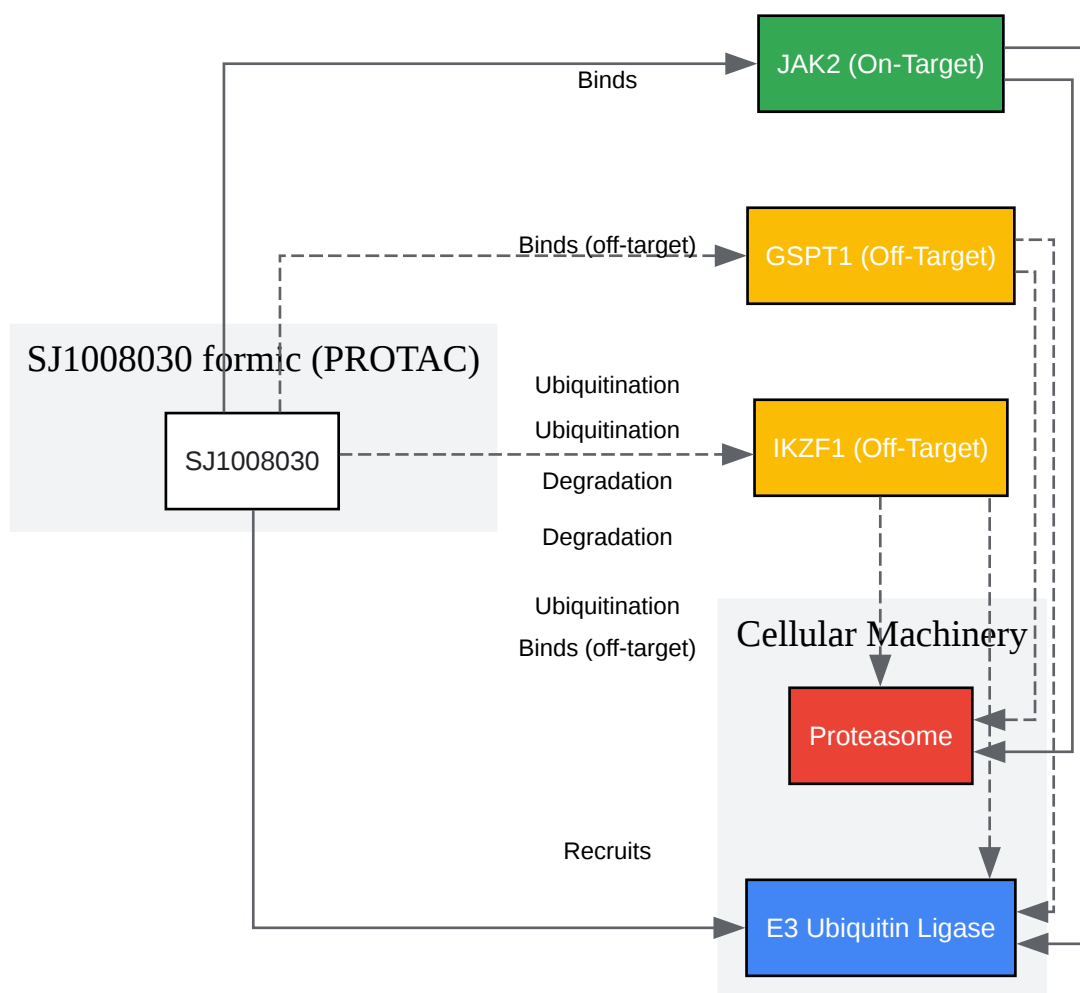 JAK2 (On-Target)
Binds
GSPT1 (Off-Target)
Binds (off-target)
SJ1008030 formic (PROTAC)
Ubiquitination
Ubiquitination
IKZF1 (Off-Target)
SJ1008030
Degradation
Degradation
Ubiquitination
Binds (off-target)
Cellular Machinery
Proteasome
Recruits
E3 Ubiquitin Ligase